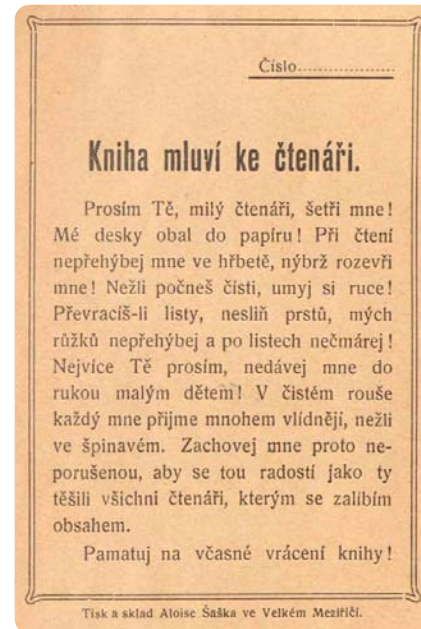 Číslo....................
Kniha mluví ke čtenáři.
Prosím Tě, milý čtenáři, šetři mne!
Mé desky obal do papíru! Při čtení
nepřehýbej mne ve hřbetě, nýbrž rozevři
mne! Nežli počneš čísti, umyj si ruce!
Převracíš-li listy, nesliň prstů, mých
růžků nepřehýbej a po listech nečmárej!
Nejvíce Tě prosím, nedávej mne do
rukou malým dětem! V čistém rouše
každý mne přijme mnohem vlídněji, nežli
ve špinavém. Zachovej mne proto ne-
porušenou, aby se tou radostí jako ty
těšili všichni čtenáři, kterým se zalíbím
obsahem.
Pamatuj na včasné vrácení knihy!
Tisk a sklad Aloise Šaška ve Velkém Meziříčí.